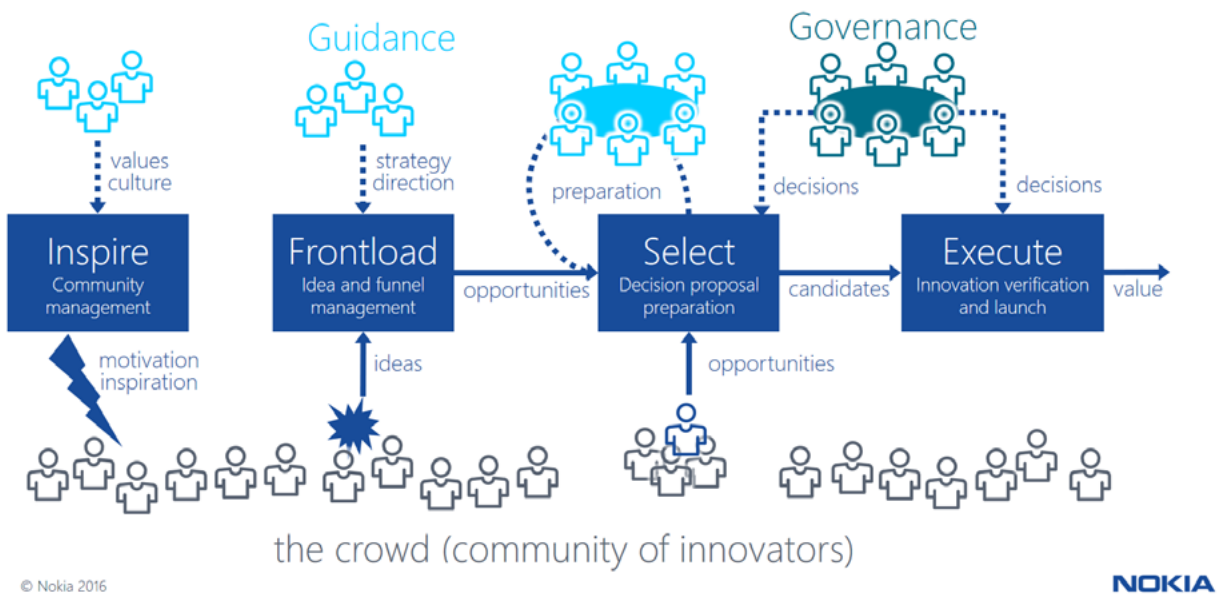 Guidance
Governance
values
culture
strategy
direction
preparation
decisions
decisions
Inspire
Community
management
Frontload
Idea and funnel
management
opportunities
Select
Decision proposal
preparation
candidates
Execute
Innovation verification
and launch
value
motivation
inspiration
ideas
opportunities
the crowd (community of innovators)
© Nokia 2016
NOKIA